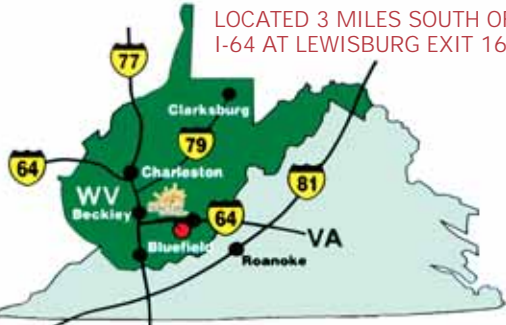 LOCATED 3 MILES SOUTH OF
I-64 AT LEWISBURG EXIT 16
77
Clarksburg
79
64
Charleston
81
WV
Beckley
64
VA
Bluefield
Roanoke